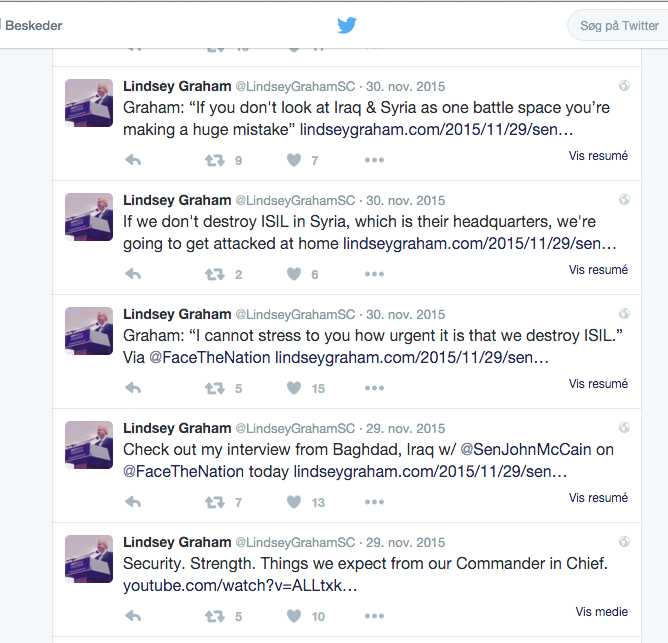 Beskeder
Søg på Twitter
Lindsey Graham @LindseyGrahamSC · 30. nov. 2015
Graham: “If you don't look at Iraq & Syria as one battle space you’re
making a huge mistake” lindseygraham.com/2015/11/29/sen…
9
7
Vis resumé
Lindsey Graham @LindseyGrahamSC · 30. nov. 2015
If we don't destroy ISIL in Syria, which is their headquarters, we're
going to get attacked at home lindseygraham.com/2015/11/29/sen…
2
6
Vis resumé
Lindsey Graham @LindseyGrahamSC · 30. nov. 2015
Graham: “I cannot stress to you how urgent it is that we destroy ISIL.”
Via @FaceTheNation lindseygraham.com/2015/11/29/sen…
5
15
Vis resumé
Lindsey Graham @LindseyGrahamSC · 29. nov. 2015
Check out my interview from Baghdad, Iraq w/ @SenJohnMcCain on
@FaceTheNation today lindseygraham.com/2015/11/29/sen…
7
13
Vis resumé
Lindsey Graham @LindseyGrahamSC · 29. nov. 2015
Security. Strength. Things we expect from our Commander in Chief.
youtube.com/watch?v=ALLtxk…
5
10
Vis medie